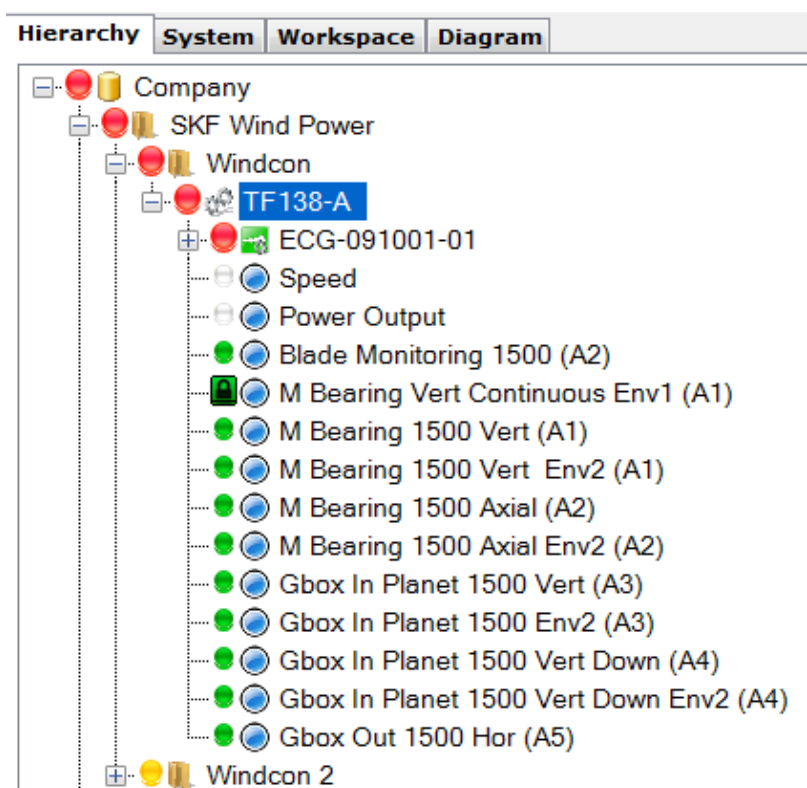 Hierarchy System Workspace Diagram
Company
SKF Wind Power
Windcon
TF138-A
ECG-091001-01
Speed
Power Output
Blade Monitoring 1500 (A2)
M Bearing Vert Continuous Env1 (A1)
M Bearing 1500 Vert (A1)
M Bearing 1500 Vert  Env2 (A1)
M Bearing 1500 Axial (A2)
M Bearing 1500 Axial Env2 (A2)
Gbox In Planet 1500 Vert (A3)
Gbox In Planet 1500 Env2 (A3)
Gbox In Planet 1500 Vert Down (A4)
Gbox In Planet 1500 Vert Down Env2 (A4)
Gbox Out 1500 Hor (A5)
Windcon 2